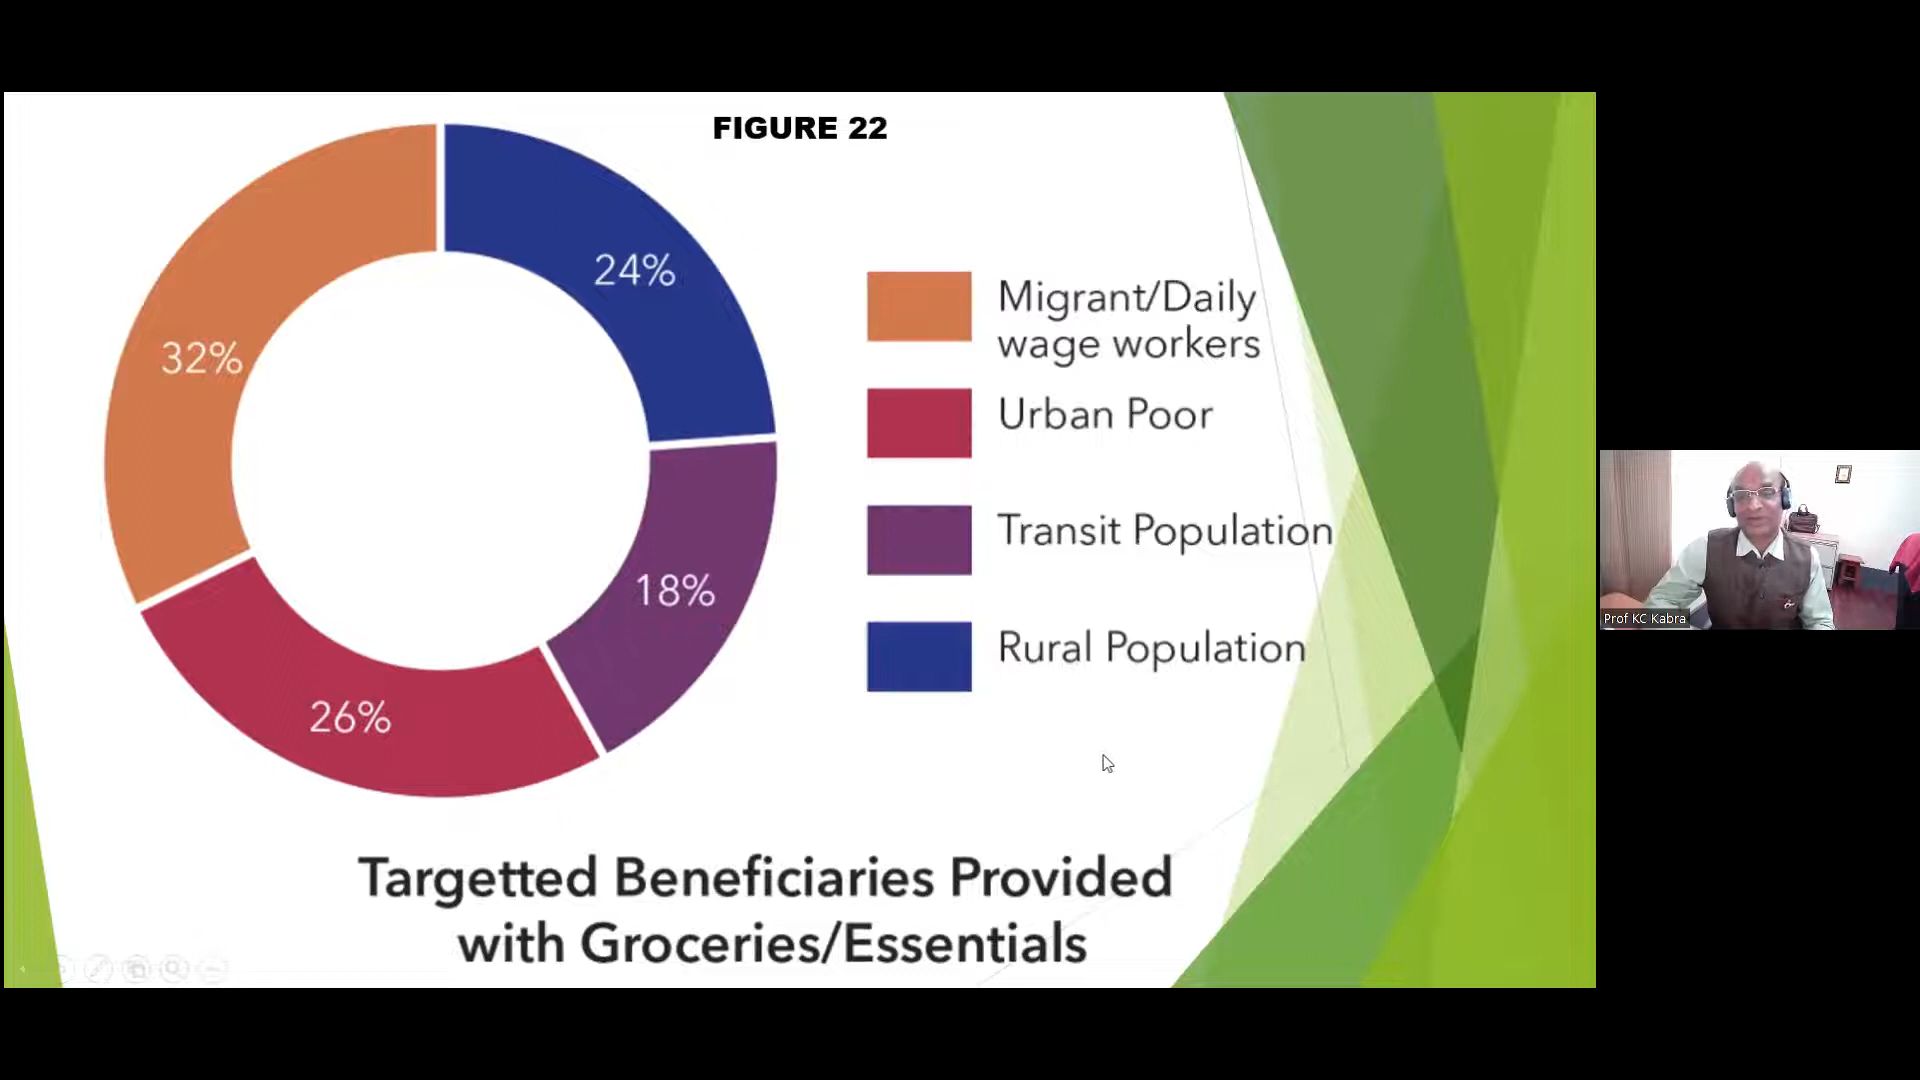 FIGURE 22
24%
32%
18%
26%
Migrant/Daily
wage workers
Urban Poor
Transit Population
Rural Population
Targetted Beneficiaries Provided
with Groceries/Essentials
Prof KC Kabra